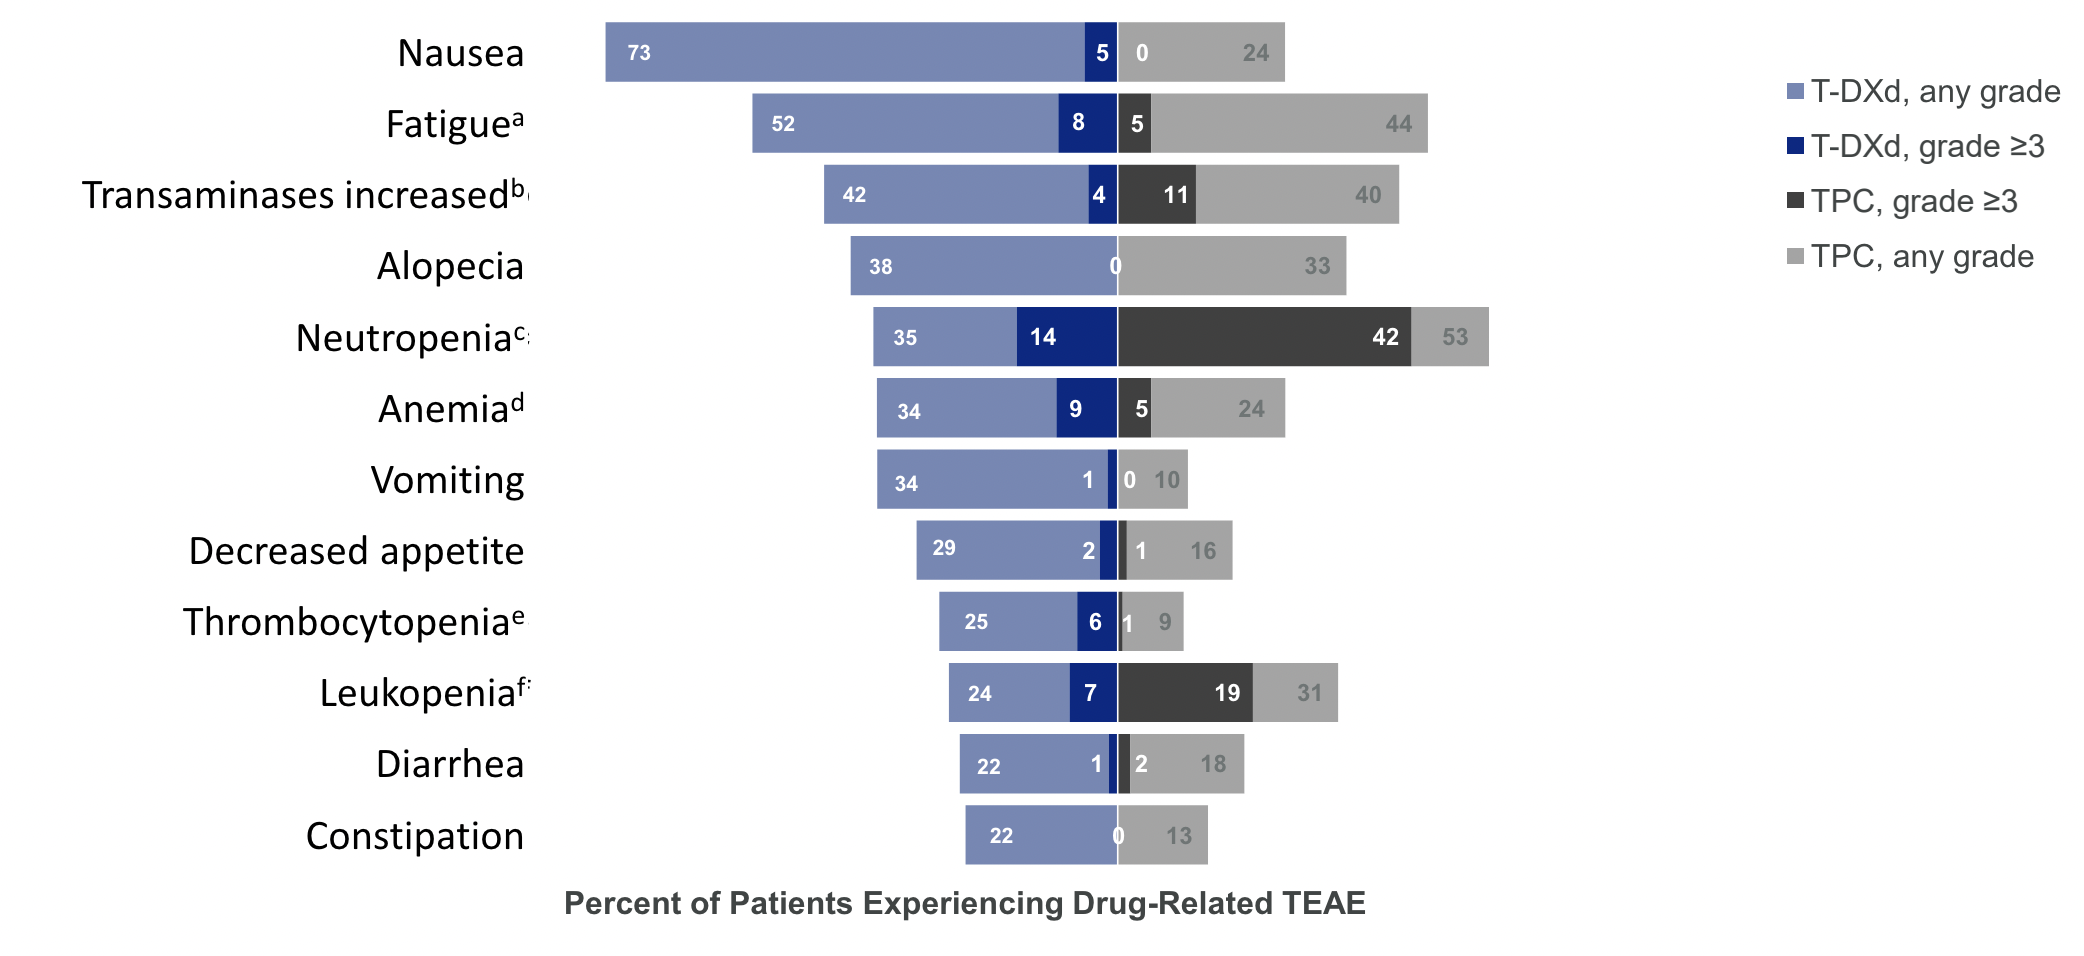 Nausea 73 5 0 24
Fatigueᵃ 52 8 5 44
Transaminases increasedᵇ 42 4 11 40
Alopecia 38 0 33
Neutropeniaᶜ 35 14 42 53
Anemiaᵈ 34 9 5 24
Vomiting 34 1 0 10
Decreased appetite 29 2 1 16
Thrombocytopeniaᵉ 25 6 1 9
Leukopeniaᶠ 24 7 19 31
Diarrhea 22 1 2 18
Constipation 22 0 13
Percent of Patients Experiencing Drug-Related TEAE
T-DXd, any grade
T-DXd, grade ≥3
TPC, grade ≥3
TPC, any grade